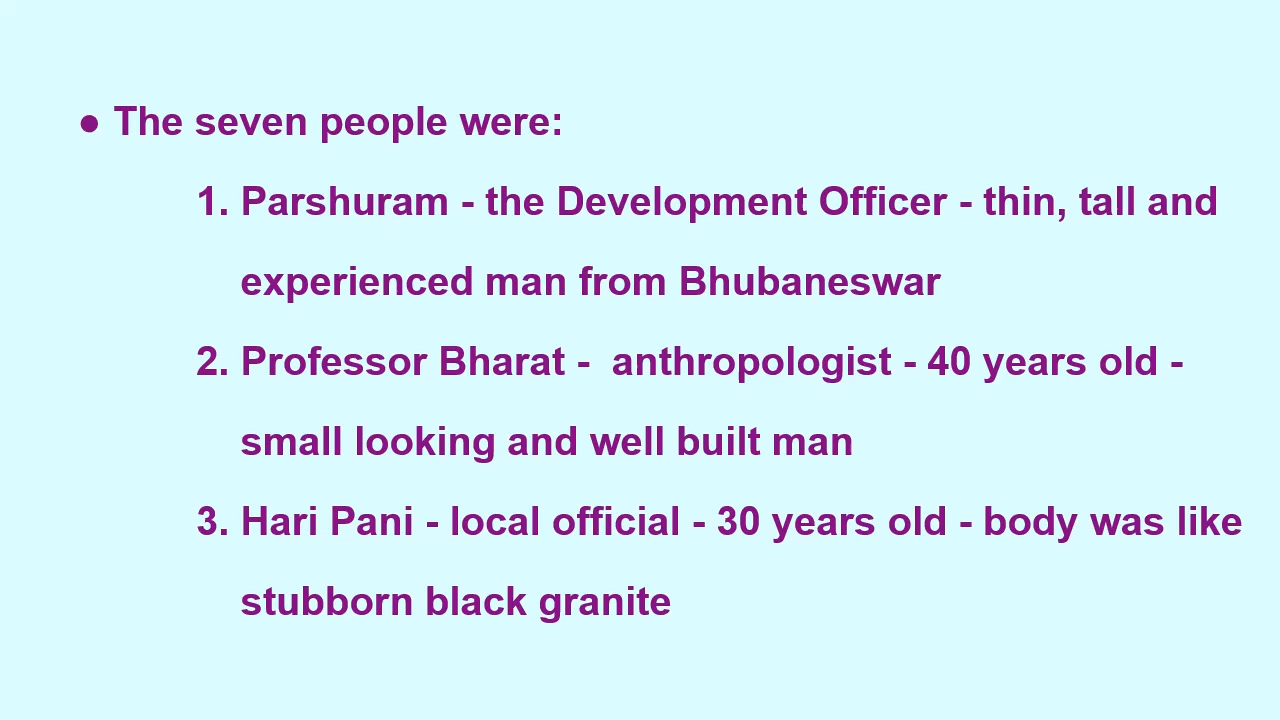 ● The seven people were:
1. Parshuram - the Development Officer - thin, tall and
experienced man from Bhubaneswar
2. Professor Bharat -  anthropologist - 40 years old -
small looking and well built man
3. Hari Pani - local official - 30 years old - body was like
stubborn black granite